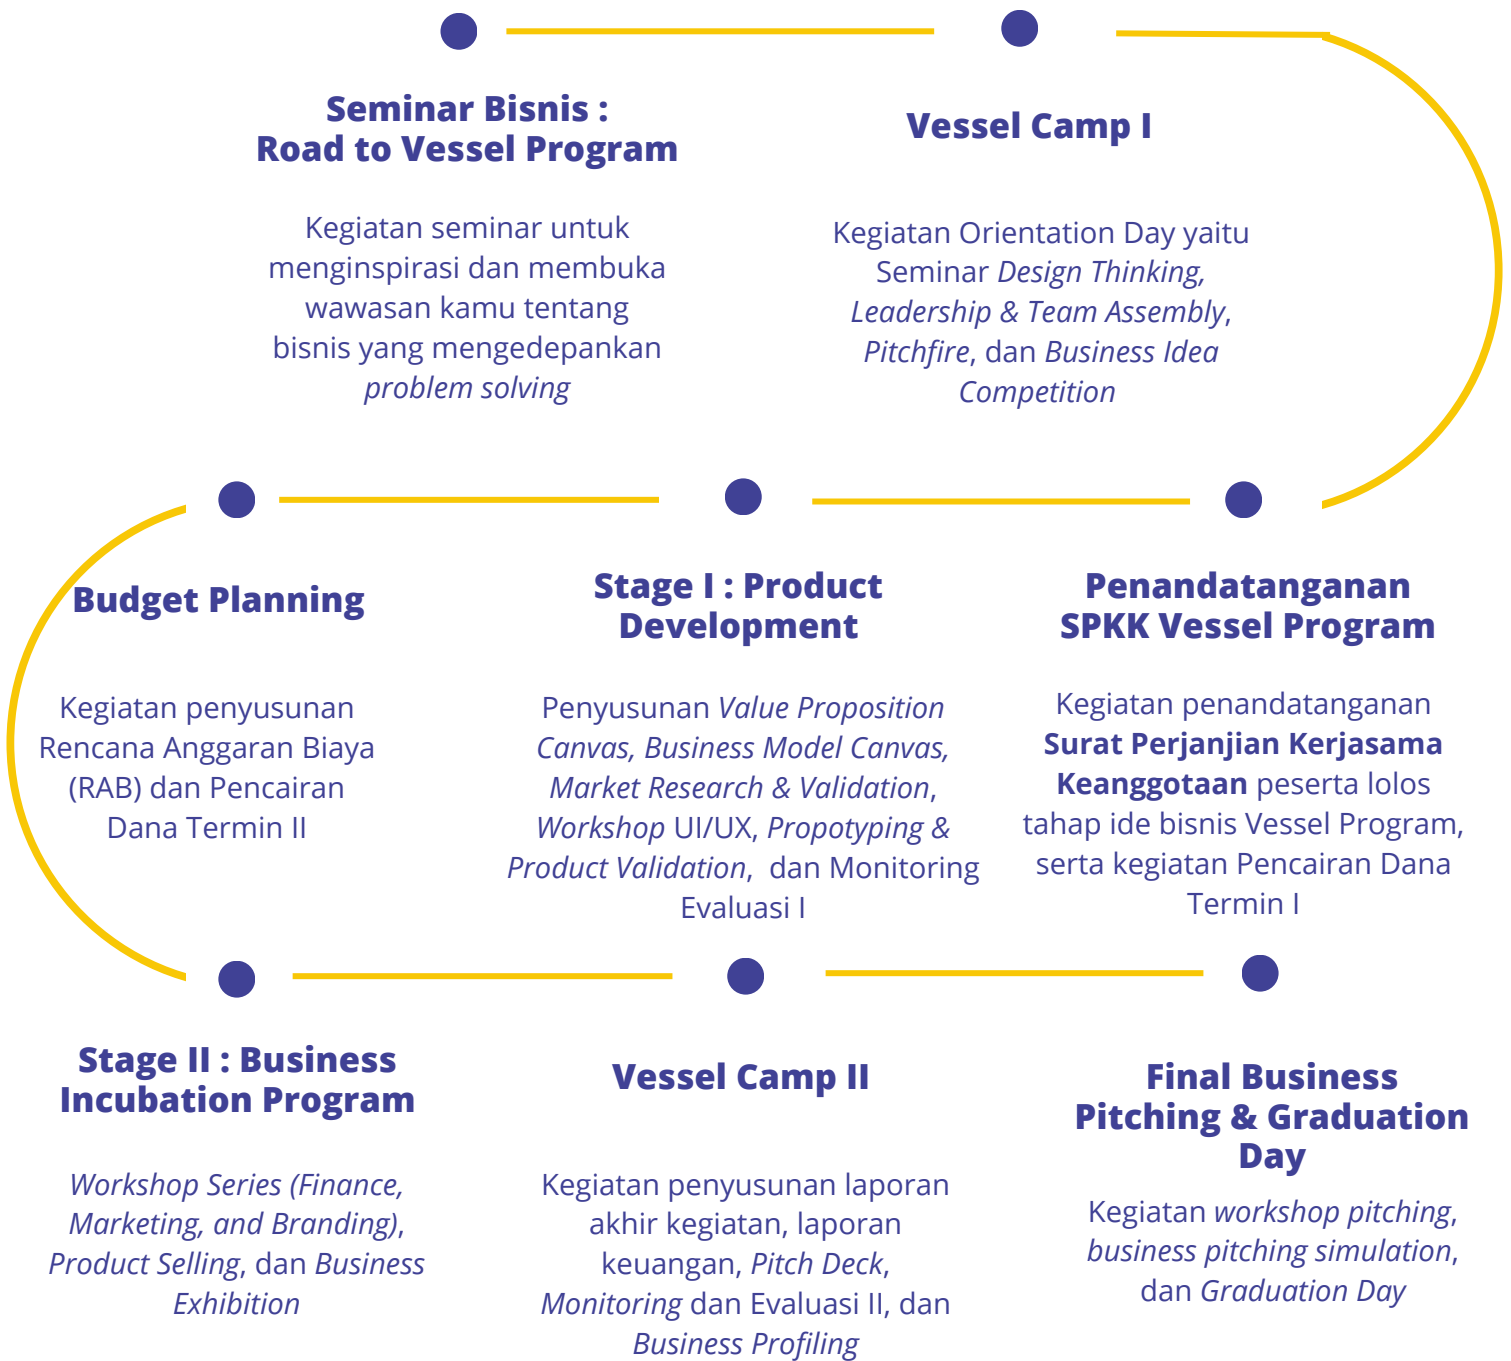 Seminar Bisnis :
Road to Vessel Program
Kegiatan seminar untuk
menginspirasi dan membuka
wawasan kamu tentang
bisnis yang mengedepankan
problem solving
Vessel Camp I
Kegiatan Orientation Day yaitu
Seminar Design Thinking,
Leadership & Team Assembly,
Pitchfire, dan Business Idea
Competition
Penandatanganan
SPKK Vessel Program
Kegiatan penandatanganan
Surat Perjanjian Kerjasama
Keanggotaan peserta lolos
tahap ide bisnis Vessel Program,
serta kegiatan Pencairan Dana
Termin I
Stage I : Product
Development
Penyusunan Value Proposition
Canvas, Business Model Canvas,
Market Research & Validation,
Workshop UI/UX, Propotyping &
Product Validation,  dan Monitoring
Evaluasi I
Budget Planning
Kegiatan penyusunan
Rencana Anggaran Biaya
(RAB) dan Pencairan
Dana Termin II
Stage II : Business
Incubation Program
Workshop Series (Finance,
Marketing, and Branding),
Product Selling, dan Business
Exhibition
Vessel Camp II
Kegiatan penyusunan laporan
akhir kegiatan, laporan
keuangan, Pitch Deck,
Monitoring dan Evaluasi II, dan
Business Profiling
Final Business
Pitching & Graduation
Day
Kegiatan workshop pitching,
business pitching simulation,
dan Graduation Day